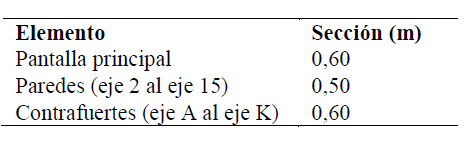 Elemento Sección (m)
Pantalla principal 0,60
Paredes (eje 2 al eje 15) 0,50
Contrafuertes (eje A al eje K) 0,60